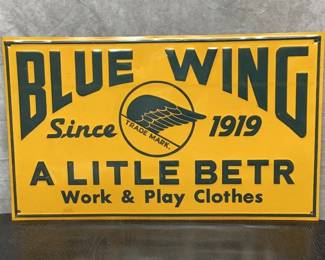 BLUE WING
Since 1919
TRADE MARK.
A LITLE BETR
Work & Play Clothes